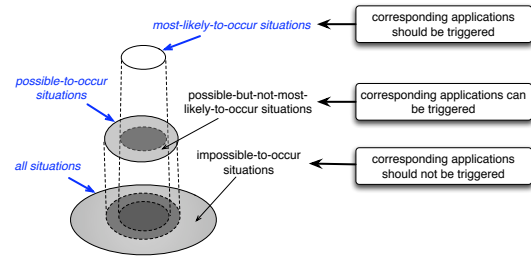 most-likely-to-occur situations
corresponding applications
should be triggered
possible-to-occur
situations
possible-but-not-most-
likely-to-occur situations
corresponding applications can
be triggered
all situations
impossible-to-occur
situations
corresponding applications
should not be triggered